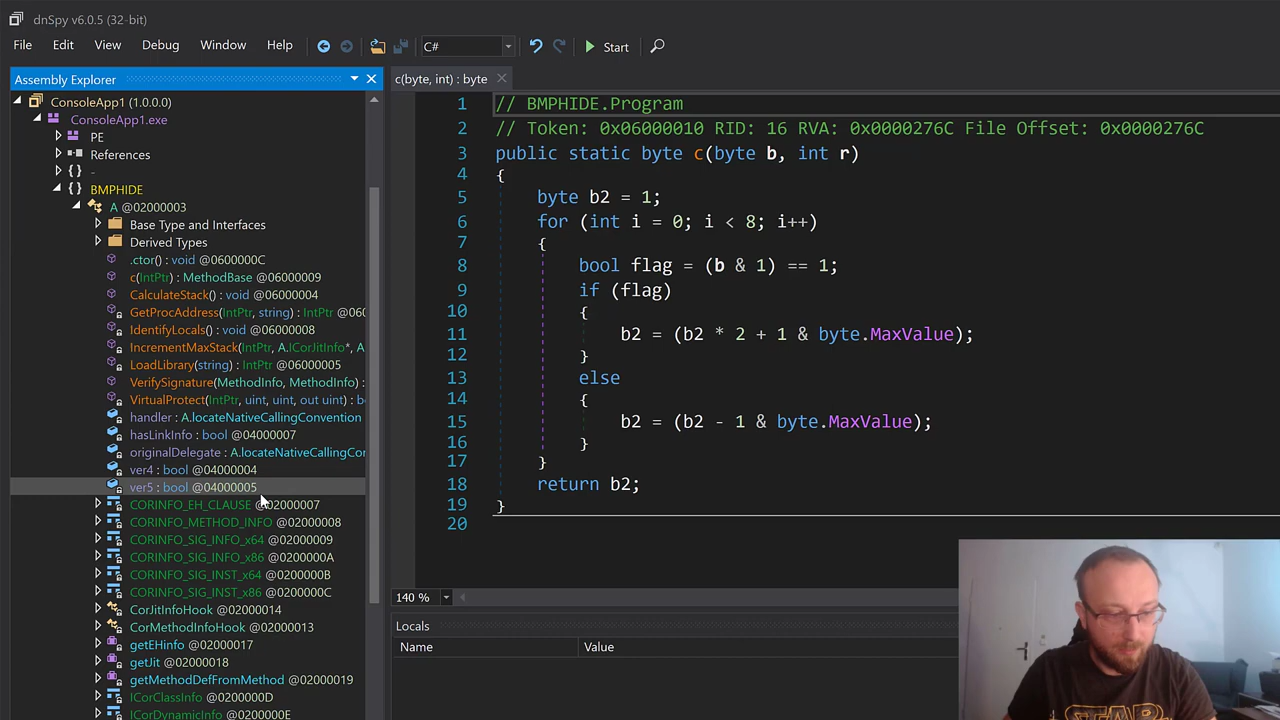 dnSpy v6.0.5 (32-bit)
File Edit View Debug Window Help C# Start
Assembly Explorer
ConsoleApp1 (1.0.0.0)
ConsoleApp1.exe
PE
References
{ } -
{ } BMPHIDE
A @02000003
Base Type and Interfaces
Derived Types
.ctor() : void @0600000C
c(IntPtr) : MethodBase @06000009
CalculateStack() : void @06000004
GetProcAddress(IntPtr, string) : IntPtr @06
IdentifyLocals() : void @06000008
IncrementMaxStack(IntPtr, A.ICorJitInfo*, A
LoadLibrary(string) : IntPtr @06000005
VerifySignature(MethodInfo, MethodInfo) :
VirtualProtect(IntPtr, uint, uint, out uint) : b
handler : A.locateNativeCallingConvention
hasLinkInfo : bool @04000007
originalDelegate : A.locateNativeCallingCo
ver4 : bool @04000004
ver5 : bool @04000005
CORINFO_EH_CLAUSE @02000007
CORINFO_METHOD_INFO @02000008
CORINFO_SIG_INFO_x64 @02000009
CORINFO_SIG_INFO_x86 @0200000A
CORINFO_SIG_INST_x64 @0200000B
CORINFO_SIG_INST_x86 @0200000C
CorJitInfoHook @02000014
CorMethodInfoHook @02000013
getEHinfo @02000017
getJit @02000018
getMethodDefFromMethod @02000019
ICorClassInfo @0200000D
ICorDynamicInfo @0200000E
c(byte, int) : byte
1 // BMPHIDE.Program
2 // Token: 0x06000010 RID: 16 RVA: 0x0000276C File Offset: 0x0000276C
3 public static byte c(byte b, int r)
4 {
5 byte b2 = 1;
6 for (int i = 0; i < 8; i++)
7 {
8 bool flag = (b & 1) == 1;
9 if (flag)
10 {
11 b2 = (b2 * 2 + 1 & byte.MaxValue);
12 }
13 else
14 {
15 b2 = (b2 - 1 & byte.MaxValue);
16 }
17 }
18 return b2;
19 }
20
140 %
Locals
Name Value
STAR